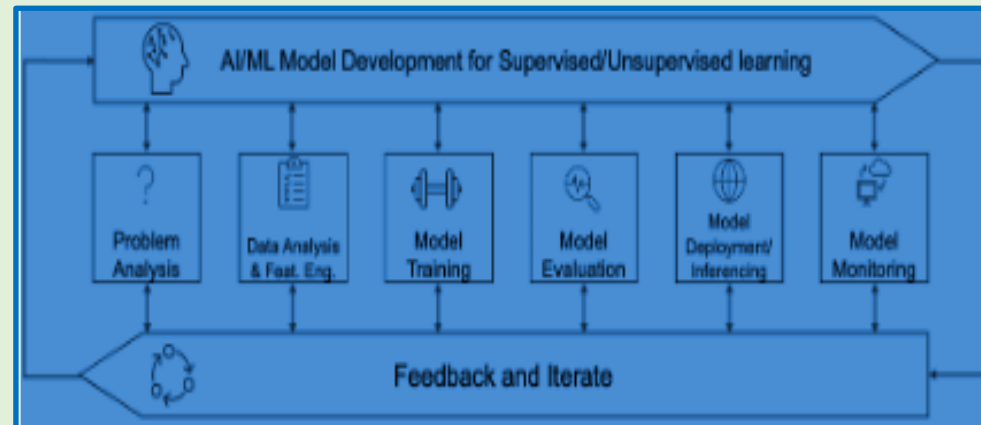 AI/ML Model Development for Supervised/Unsupervised learning
?
Problem
Analysis
Data Analysis
& Feat. Eng.
Model
Training
Model
Evaluation
Model
Deployment/
Inferencing
Model
Monitoring
Feedback and Iterate